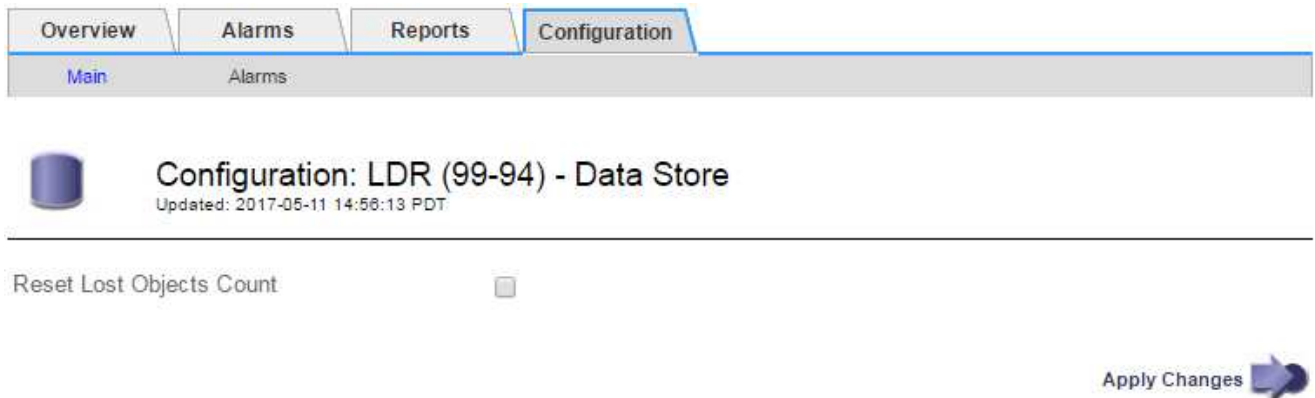 Overview Alarms Reports Configuration
Main Alarms
Configuration: LDR (99-94) - Data Store
Updated: 2017-05-11 14:56:13 PDT
Reset Lost Objects Count
Apply Changes